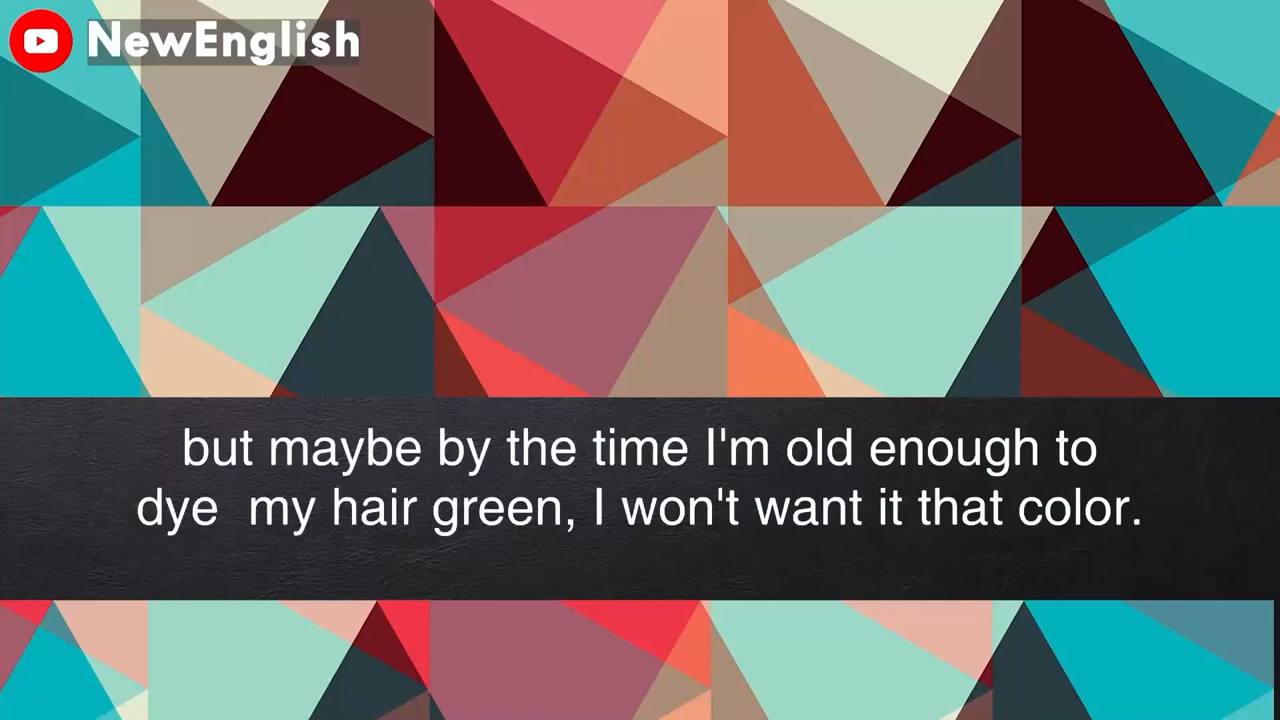 NewEnglish
but maybe by the time I'm old enough to
dye  my hair green, I won't want it that color.